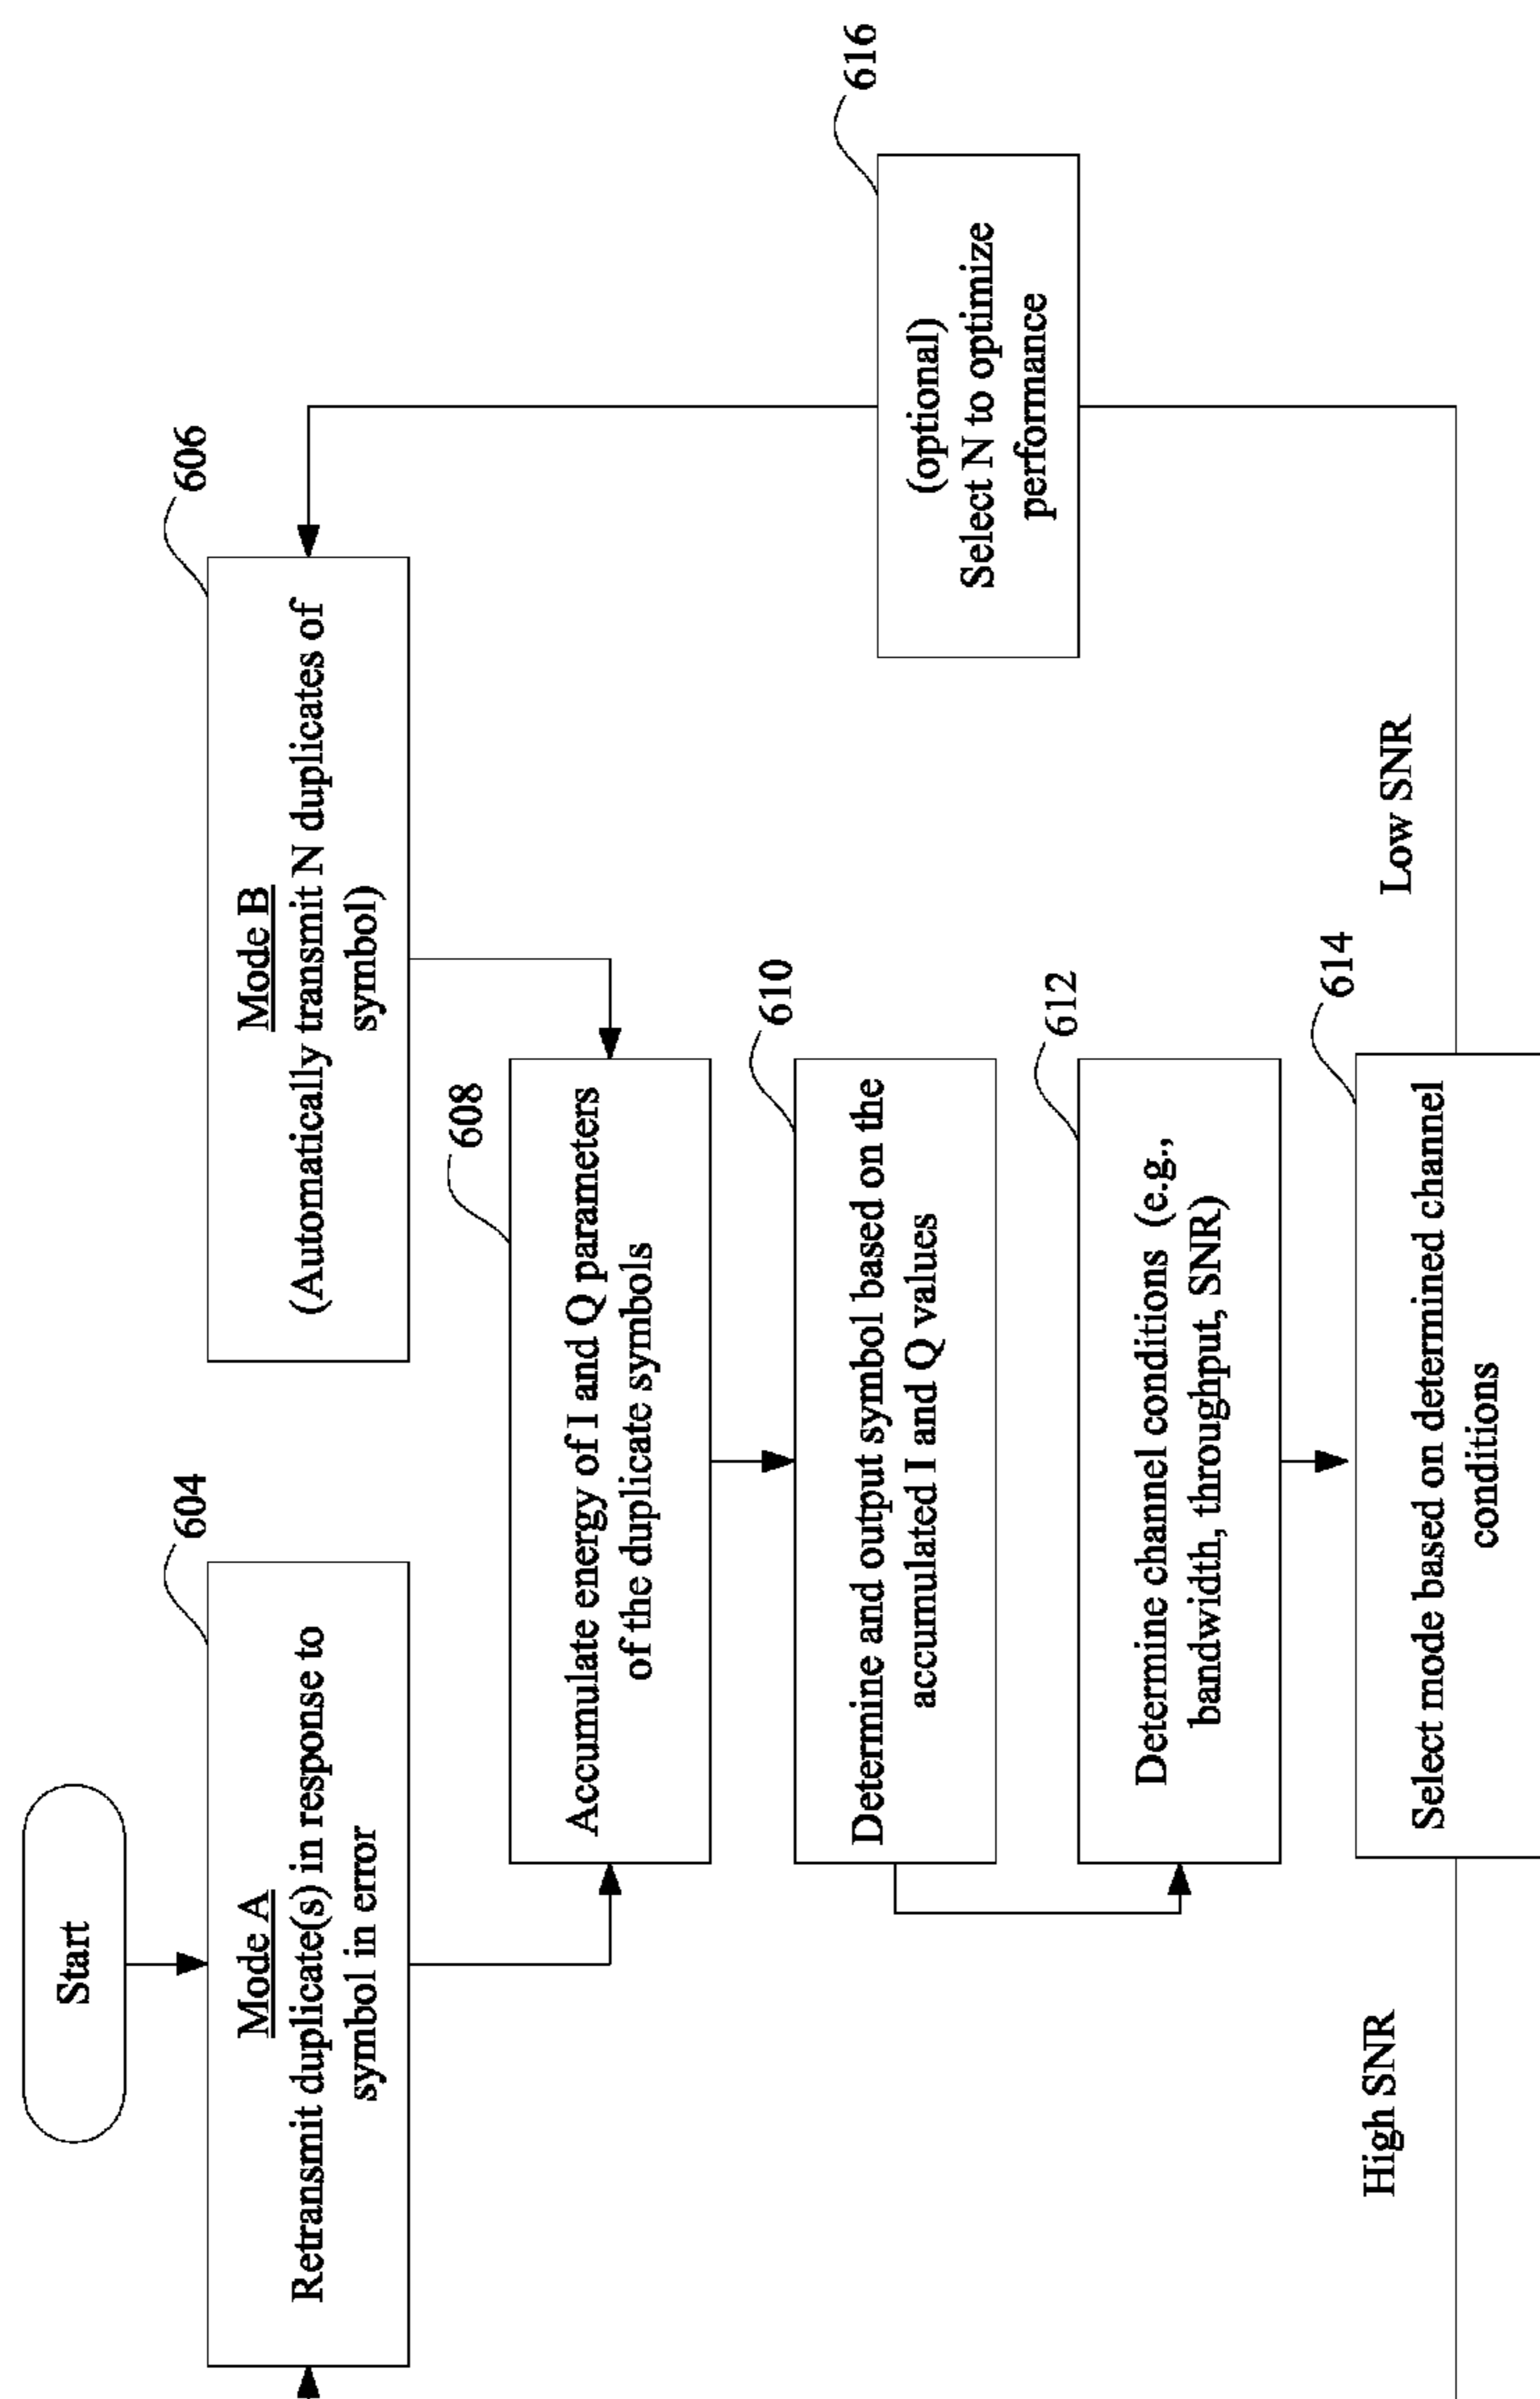 Start
604
Mode A
Retransmit duplicate(s) in response to
symbol in error
606
Mode B
(Automatically transmit N duplicates of
symbol)
608
Accumulate energy of I and Q parameters
of the duplicate symbols
610
Determine and output symbol based on the
accumulated I and Q values
616
(optional)
Select N to optimize
performance
612
Determine channel conditions (e.g.,
bandwidth, throughput, SNR)
614
Select mode based on determined channel
conditions
High SNR
Low SNR